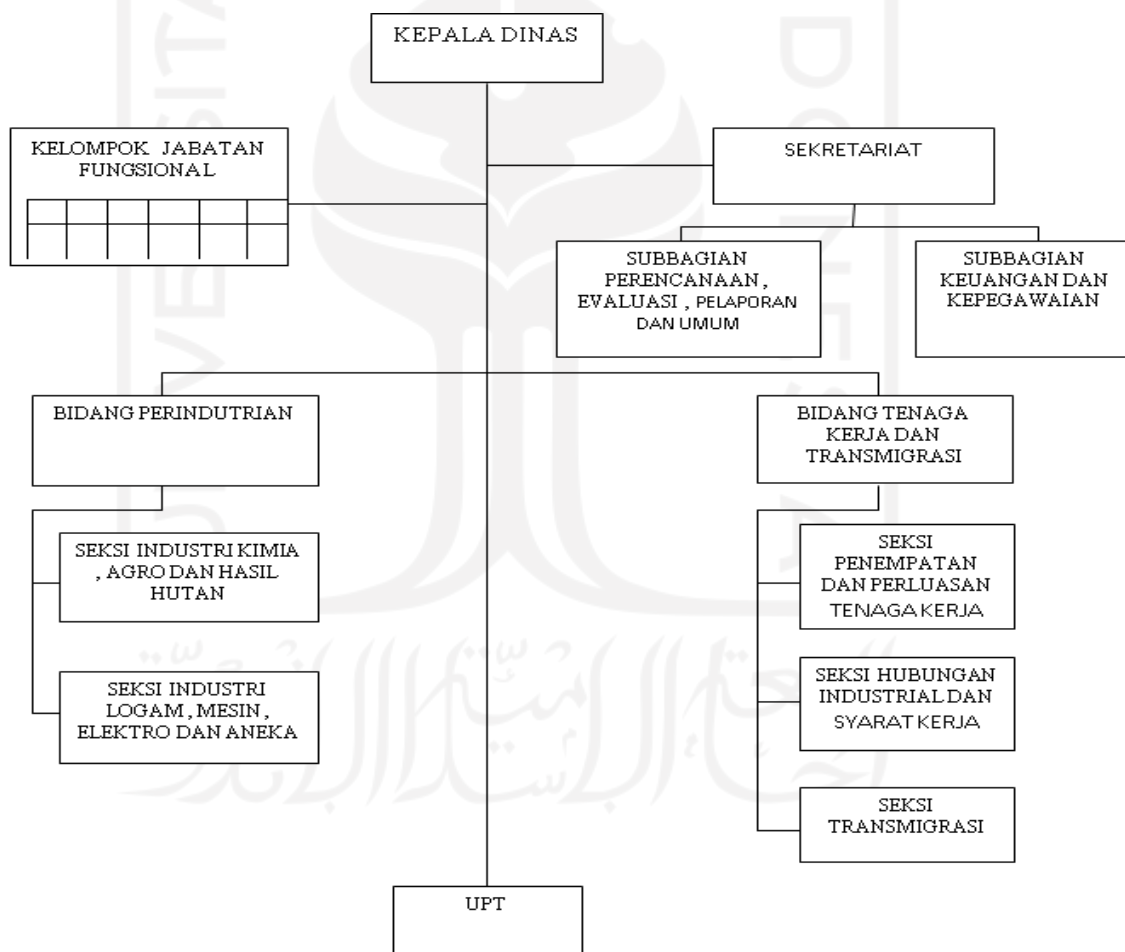 KEPALA DINAS
KELOMPOK JABATAN
FUNGSIONAL
SEKRETARIAT
SUBBAGIAN
PERENCANAAN ,
EVALUASI , PELAPORAN
DAN UMUM
SUBBAGIAN
KEUANGAN DAN
KEPEGAWAIAN
BIDANG PERINDUTRIAN
BIDANG TENAGA
KERJA DAN
TRANSMIGRASI
SEKSI INDUSTRI KIMIA
, AGRO DAN HASIL
HUTAN
SEKSI INDUSTRI
LOGAM , MESIN ,
ELEKTRO DAN ANEKA
SEKSI
PENEMPATAN
DAN PERLUASAN
TENAGA KERJA
SEKSI HUBUNGAN
INDUSTRIAL DAN
SYARAT KERJA
SEKSI
TRANSMIGRASI
UPT